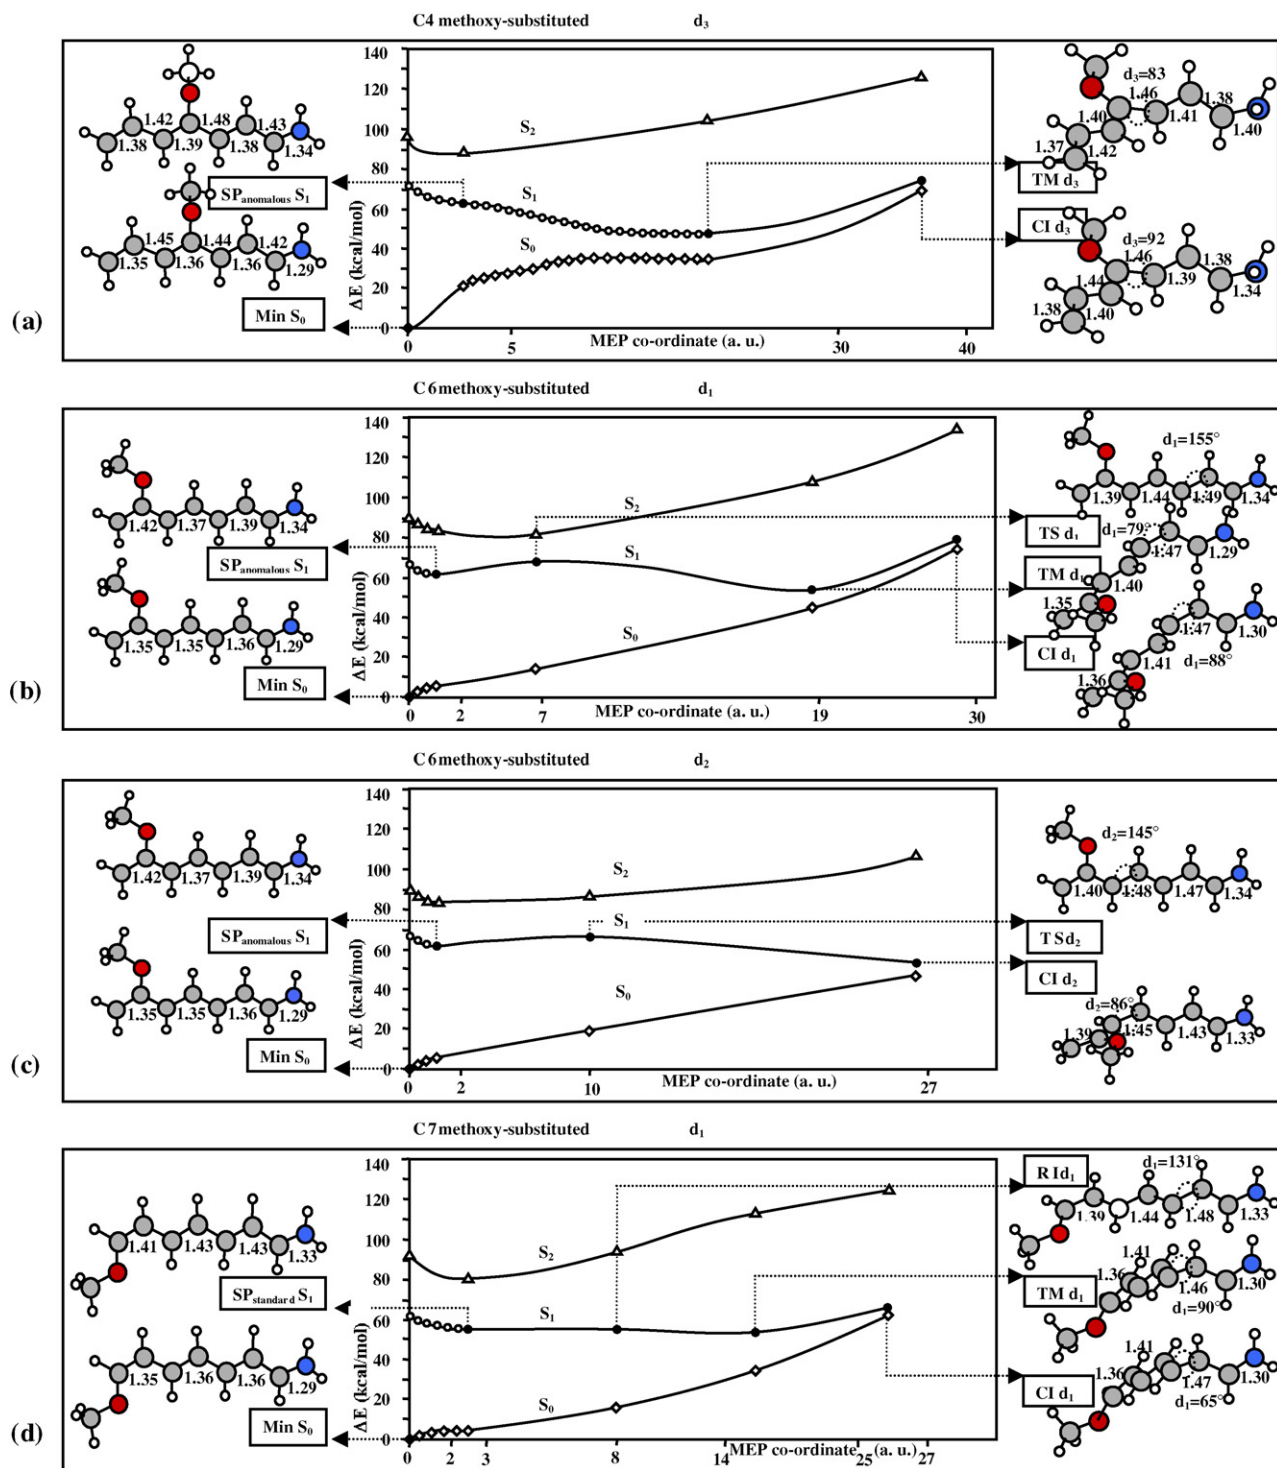 C4 methoxy-substituted d₃
(a)
ΔE (kcal/mol)
140
120
100
80
60
40
20
0
0 5 30 40
MEP co-ordinate (a. u.)
S₂
S₁
S₀
1.42 1.48 1.43
1.38 1.39 1.38 1.34
SPanomalous S₁
1.45 1.44 1.42
1.35 1.36 1.36 1.29
Min S₀
d₃=83
1.46 1.38
1.40 1.41 1.40
1.37 1.42
TM d₃
CI d₃
d₃=92
1.46 1.38
1.44 1.39 1.34
1.38 1.40
C6 methoxy-substituted d₁
(b)
ΔE (kcal/mol)
140
120
100
80
60
40
20
0
0 2 7 19 30
MEP co-ordinate (a. u.)
S₂
S₁
S₀
1.42 1.37 1.39 1.34
SPanomalous S₁
1.35 1.35 1.36 1.29
Min S₀
d₁=155°
1.39 1.44 1.49 1.34
TS d₁
d₁=79°
1.47 1.29
TM d₁
1.40
1.35
1.47 1.30
CI d₁
1.41 d₁=88°
1.36
C6 methoxy-substituted d₂
(c)
ΔE (kcal/mol)
140
120
100
80
60
40
20
0
0 2 10 27
MEP co-ordinate (a. u.)
S₂
S₁
S₀
1.42 1.37 1.39 1.34
SPanomalous S₁
1.35 1.35 1.36 1.29
Min S₀
d₂=145°
1.40 1.48 1.47 1.34
TSd₂
CI d₂
d₂=86°
1.39 1.45 1.43 1.33
C7 methoxy-substituted d₁
(d)
ΔE (kcal/mol)
140
120
100
80
60
40
20
0
0 2 3 8 14 25 27
MEP co-ordinate (a. u.)
S₂
S₁
S₀
1.41 1.43 1.43 1.33
SPstandard S₁
1.35 1.36 1.36 1.29
Min S₀
RId₁
d₁=131°
1.39 1.44 1.48 1.33
1.41
1.36 1.46 1.30
TM d₁
d₁=90°
1.41
1.36 1.47 1.30
CI d₁
d₁=65°